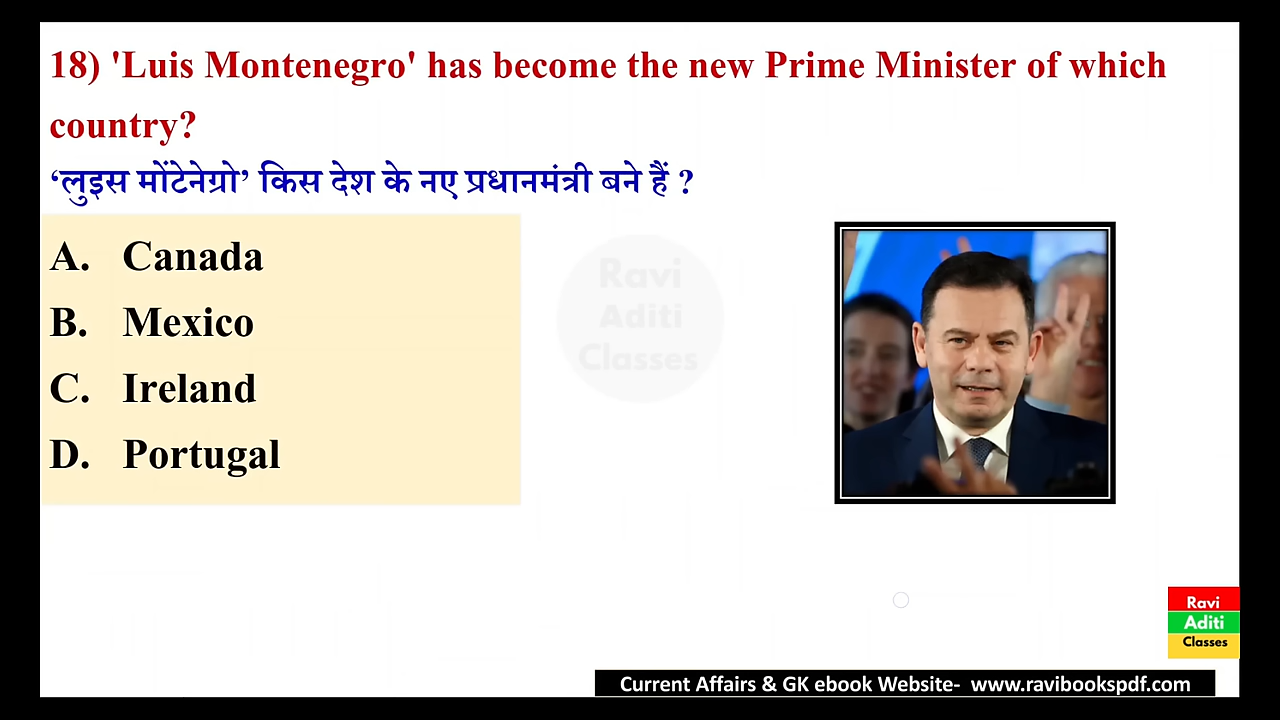 18) 'Luis Montenegro' has become the new Prime Minister of which
country?
‘लुइस मोंटेनेग्रो’ किस देश के नए प्रधानमंत्री बने हैं ?
A. Canada
B. Mexico
C. Ireland
D. Portugal
Ravi
Aditi
Classes
Ravi
Aditi
Classes
Current Affairs & GK ebook Website- www.ravibookspdf.com